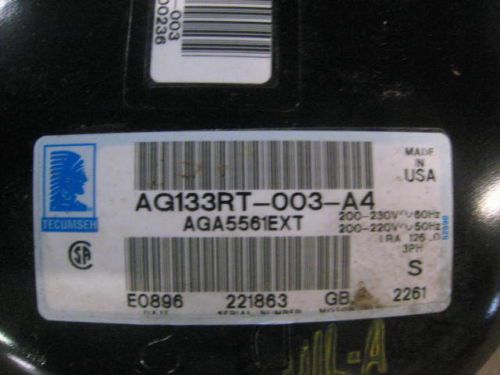 -003
00236
TECUMSEH
AG133RT-003-A4
AGA5561EXT
MADE
IN
USA
200-230V∿60Hz
200-220V∿50Hz
LRA 126.0
3PH
S
E0896 221863 GB 2261
DATE SERIAL NUMBER